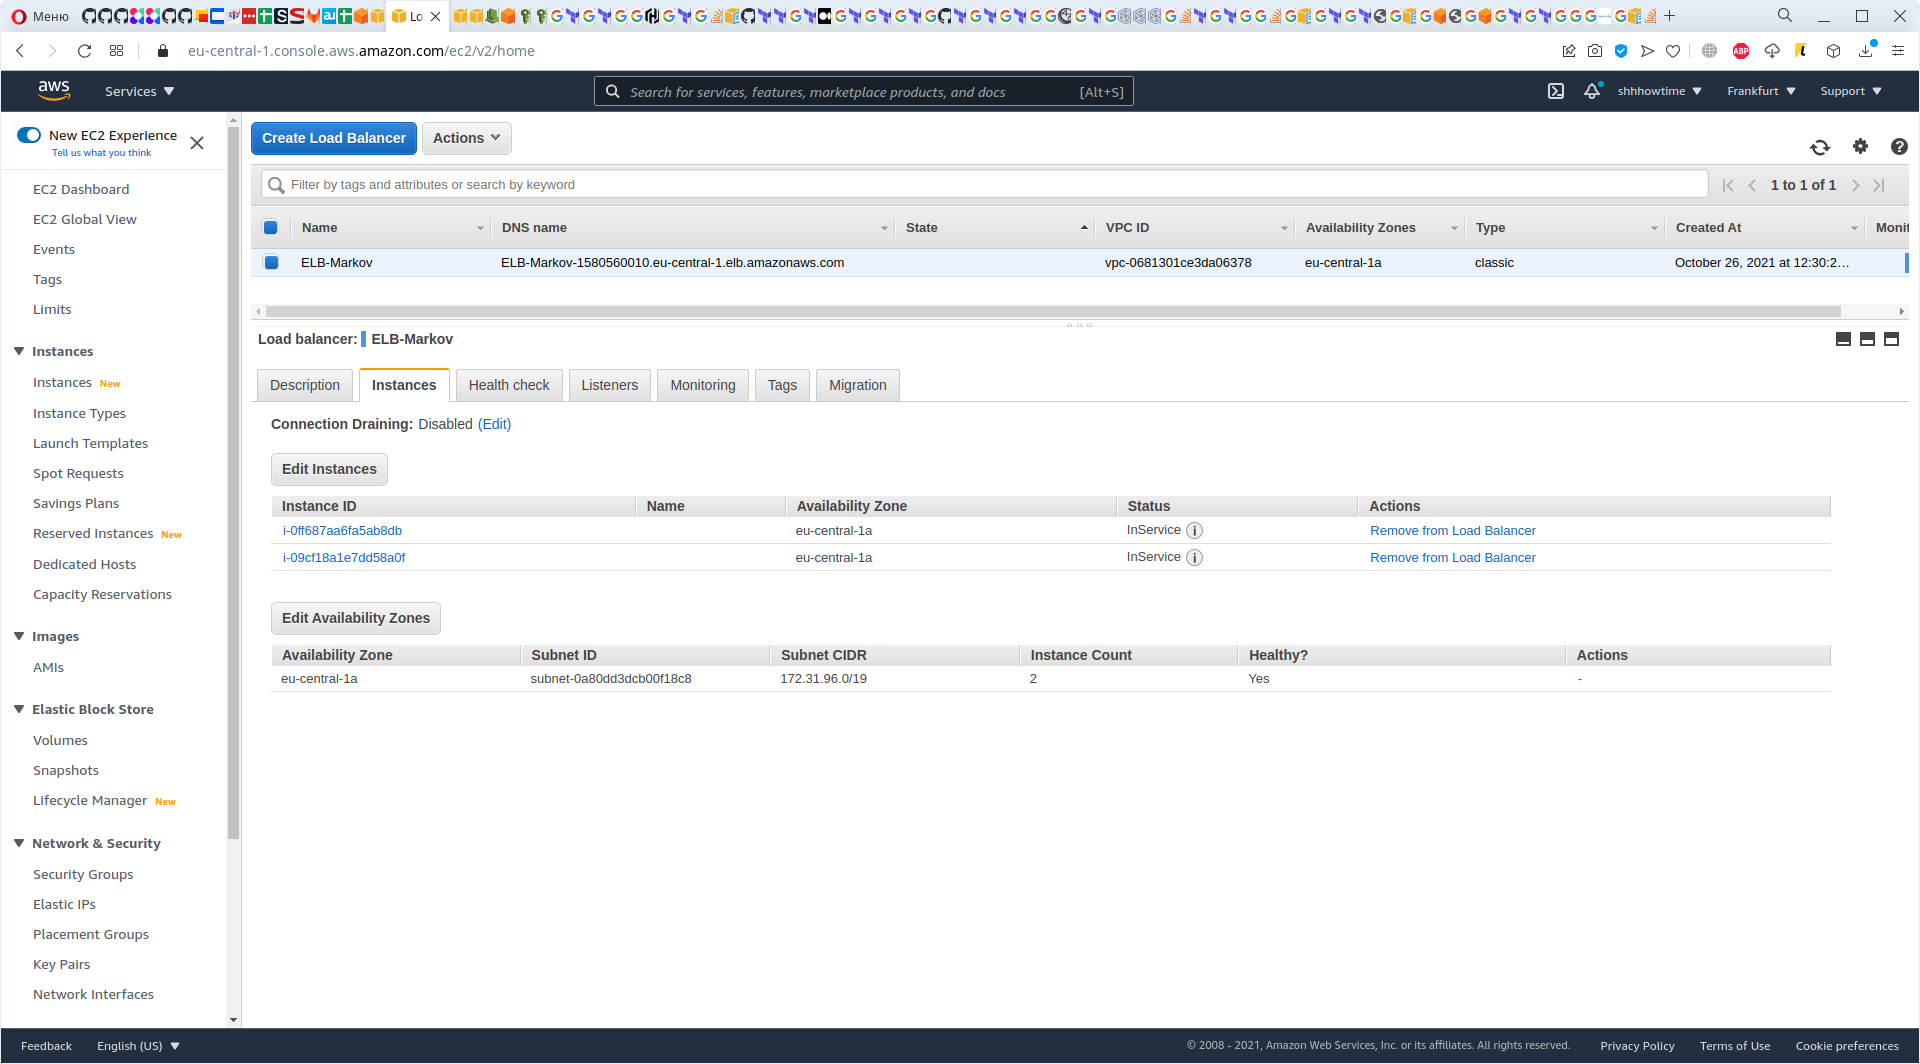 Меню
Lo
eu-central-1.console.aws.amazon.com/ec2/v2/home
ABP
aws
Services
Search for services, features, marketplace products, and docs
[Alt+S]
shhhowtime
Frankfurt
Support
New EC2 Experience
Tell us what you think
EC2 Dashboard
EC2 Global View
Events
Tags
Limits
Instances
Instances New
Instance Types
Launch Templates
Spot Requests
Savings Plans
Reserved Instances New
Dedicated Hosts
Capacity Reservations
Images
AMIs
Elastic Block Store
Volumes
Snapshots
Lifecycle Manager New
Network & Security
Security Groups
Elastic IPs
Placement Groups
Key Pairs
Network Interfaces
Create Load Balancer
Actions
Filter by tags and attributes or search by keyword
1 to 1 of 1
Name DNS name State VPC ID Availability Zones Type Created At Monit
ELB-Markov ELB-Markov-1580560010.eu-central-1.elb.amazonaws.com vpc-0681301ce3da06378 eu-central-1a classic October 26, 2021 at 12:30:2…
Load balancer: ELB-Markov
Description Instances Health check Listeners Monitoring Tags Migration
Connection Draining: Disabled (Edit)
Edit Instances
Instance ID Name Availability Zone Status Actions
i-0ff687aa6fa5ab8db eu-central-1a InService Remove from Load Balancer
i-09cf18a1e7dd58a0f eu-central-1a InService Remove from Load Balancer
Edit Availability Zones
Availability Zone Subnet ID Subnet CIDR Instance Count Healthy? Actions
eu-central-1a subnet-0a80dd3dcb00f18c8 172.31.96.0/19 2 Yes -
Feedback
English (US)
© 2008 - 2021, Amazon Web Services, Inc. or its affiliates. All rights reserved.
Privacy Policy
Terms of Use
Cookie preferences